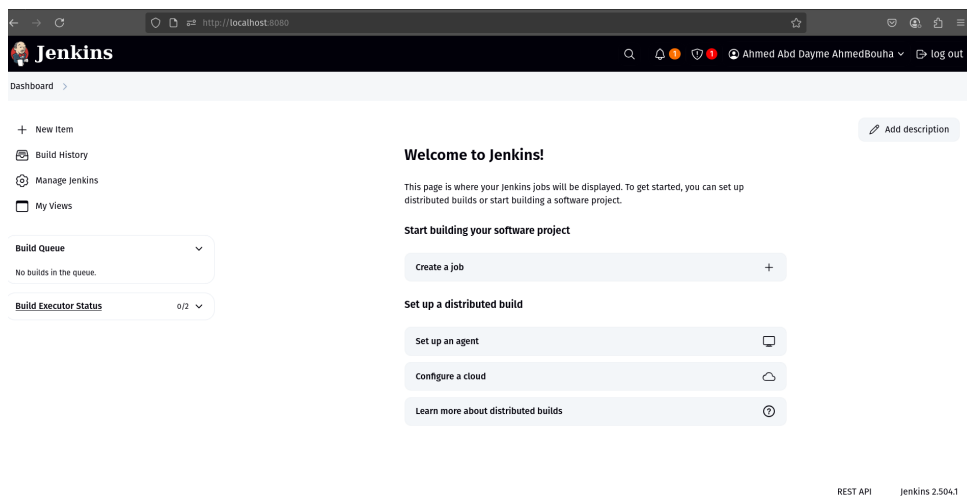 http://localhost:8080
Jenkins
1
1
Ahmed Abd Dayme AhmedBouha
log out
Dashboard
New Item
Add description
Build History
Manage Jenkins
My Views
Build Queue
No builds in the queue.
Build Executor Status
0/2
Welcome to Jenkins!
This page is where your Jenkins jobs will be displayed. To get started, you can set up
distributed builds or start building a software project.
Start building your software project
Create a job
Set up a distributed build
Set up an agent
Configure a cloud
Learn more about distributed builds
REST API
Jenkins 2.504.1